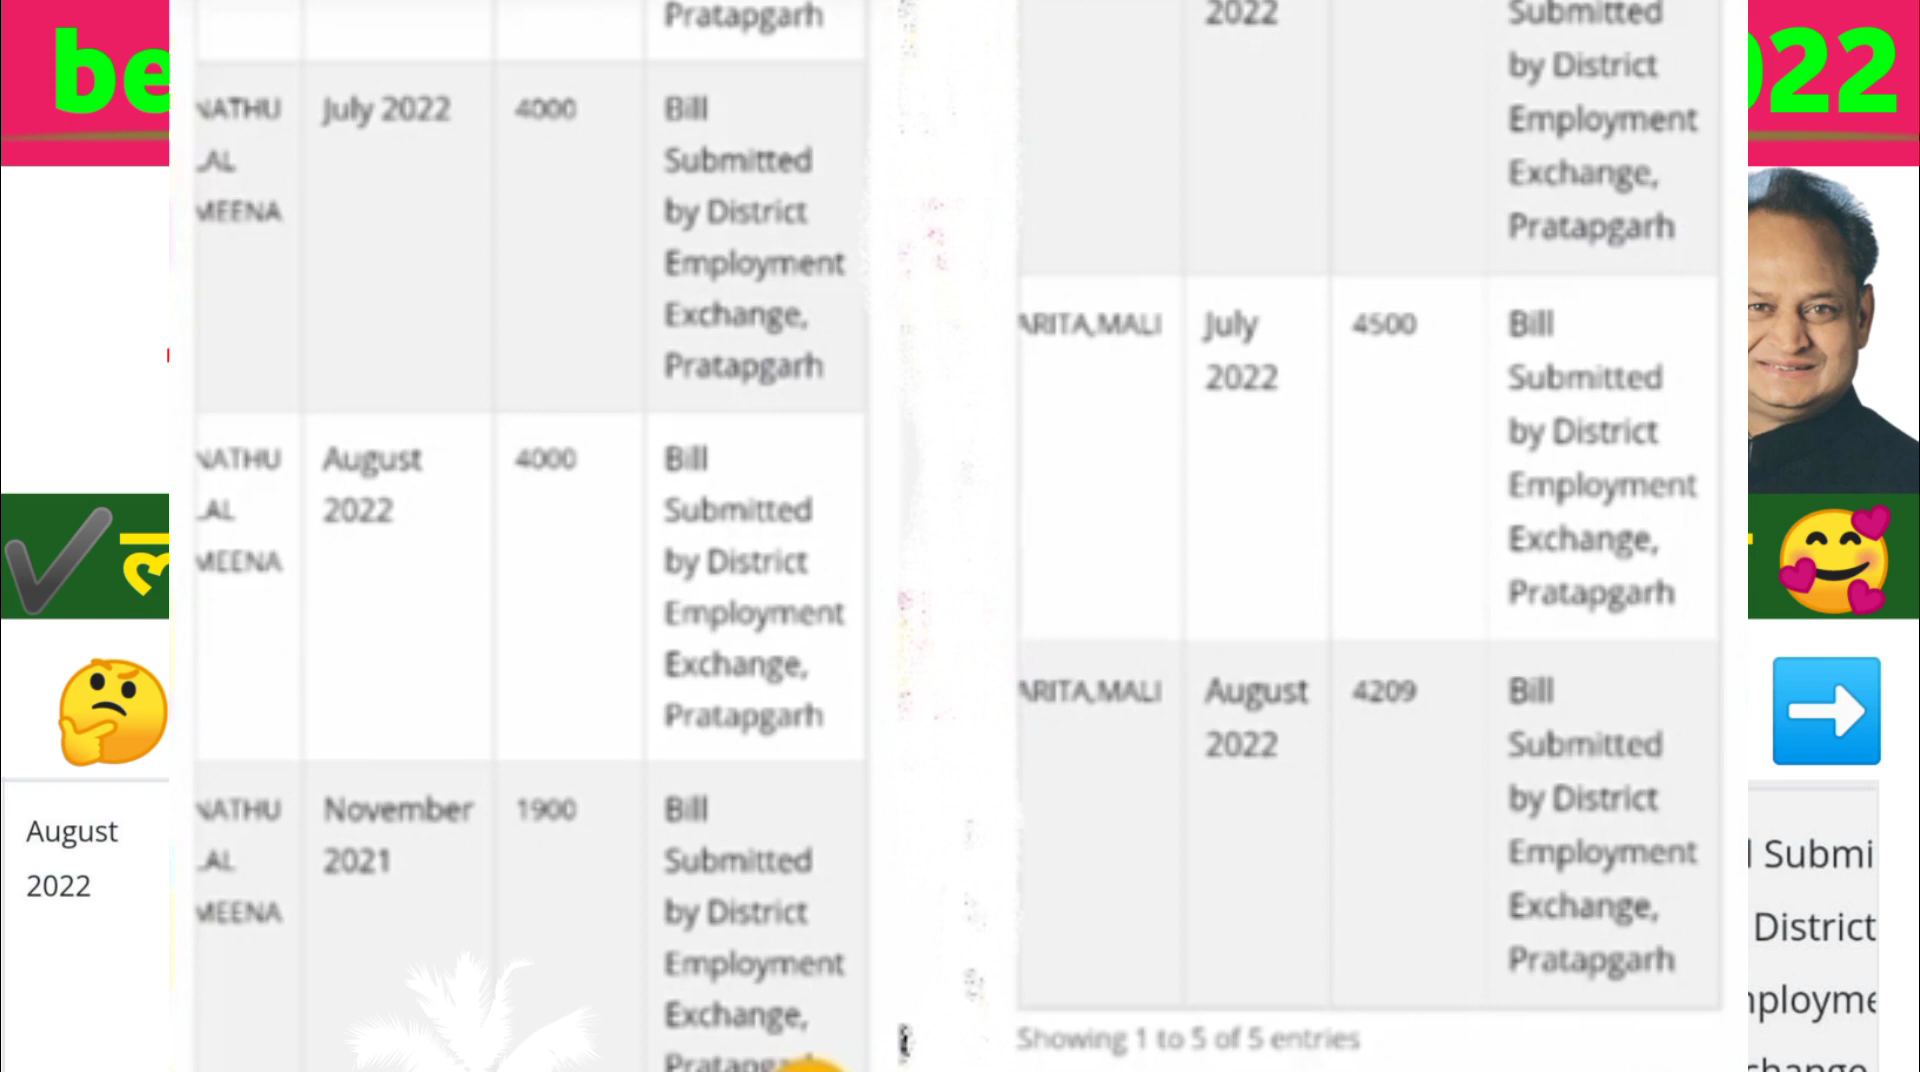 be
022
Pratapgarh
NATHU
LAL
MEENA
July 2022
4000
Bill
Submitted
by District
Employment
Exchange,
Pratapgarh
NATHU
LAL
MEENA
August
2022
4000
Bill
Submitted
by District
Employment
Exchange,
Pratapgarh
NATHU
LAL
MEENA
November
2021
1900
Bill
Submitted
by District
Employment
Exchange,
2022
Submitted
by District
Employment
Exchange,
Pratapgarh
ARITA,MALI
July
2022
4500
Bill
Submitted
by District
Employment
Exchange,
Pratapgarh
ARITA,MALI
August
2022
4209
Bill
Submitted
by District
Employment
Exchange,
Pratapgarh
Showing 1 to 5 of 5 entries
August
2022
l Submi
District
nployme